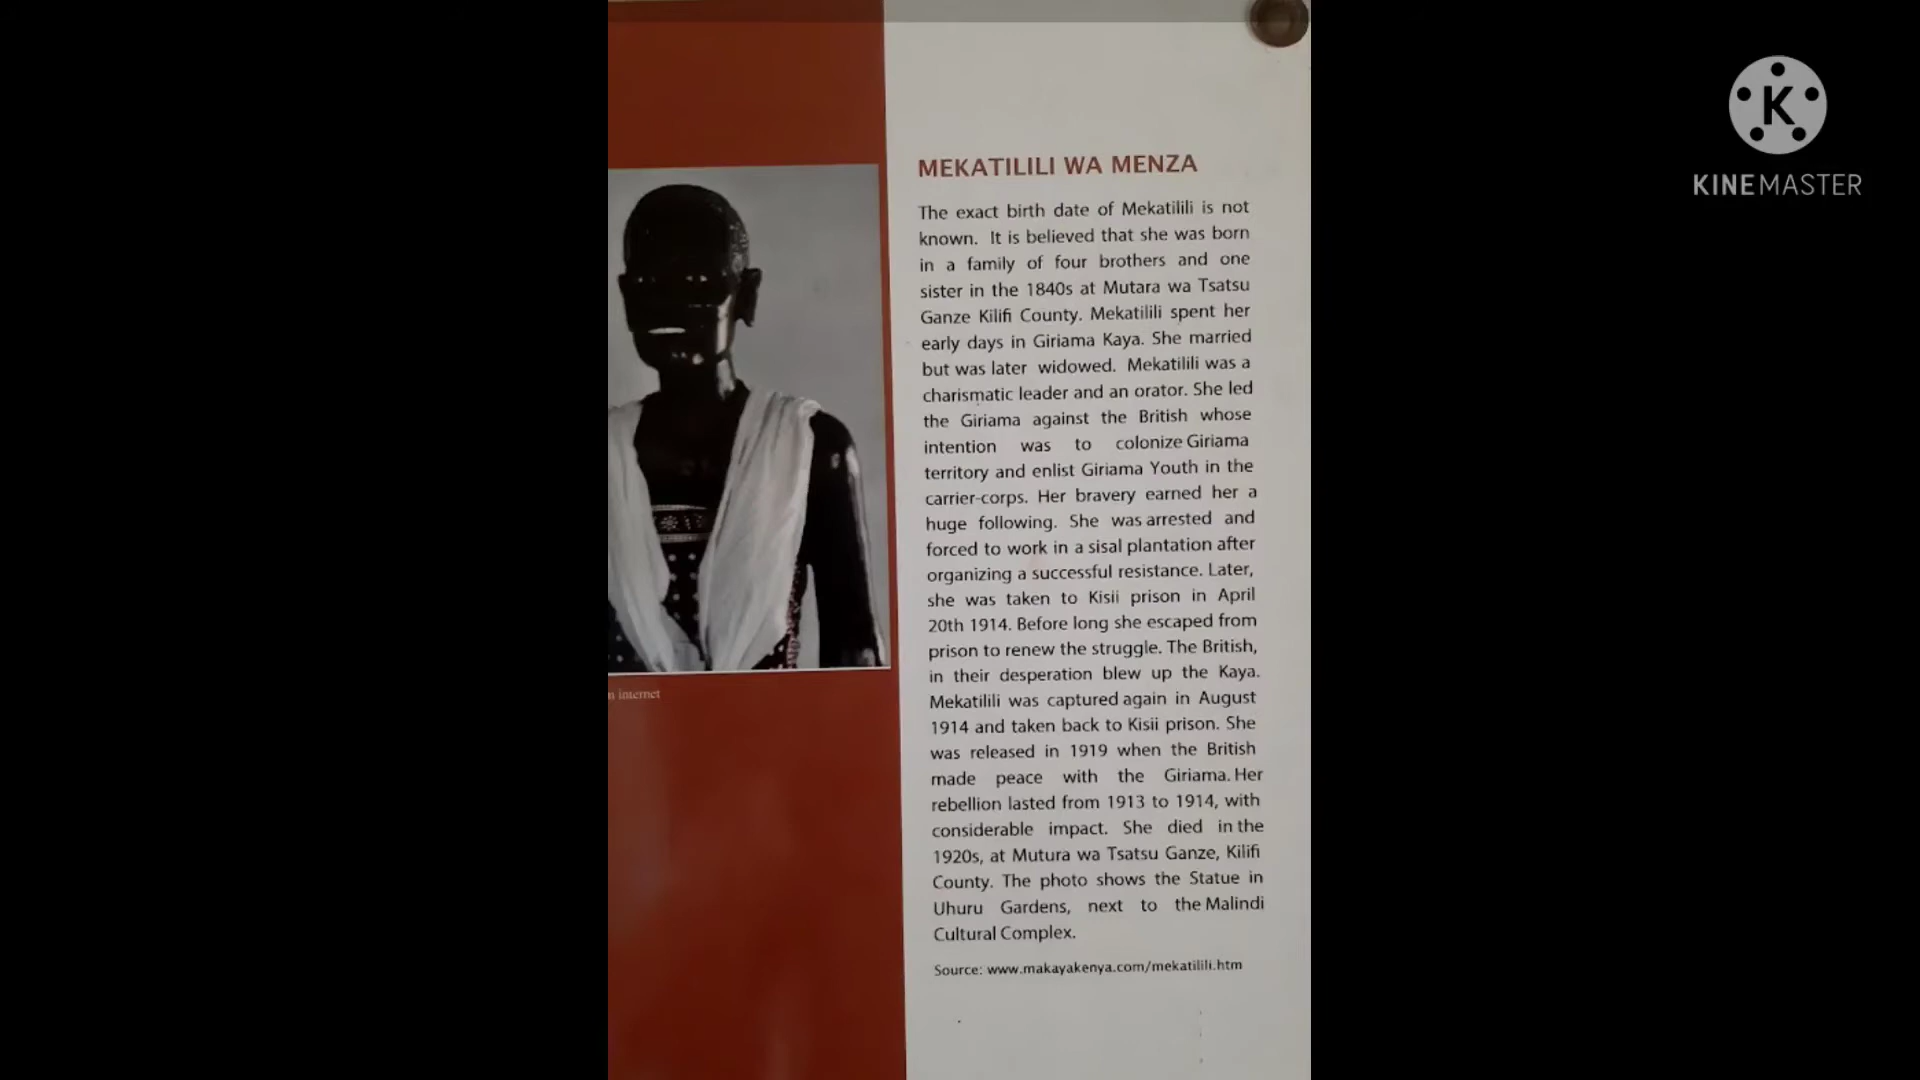 MEKATILILI WA MENZA
The exact birth date of Mekatilili is not
known. It is believed that she was born
in a family of four brothers and one
sister in the 1840s at Mutara wa Tsatsu
Ganze Kilifi County. Mekatilili spent her
early days in Giriama Kaya. She married
but was later widowed. Mekatilili was a
charismatic leader and an orator. She led
the Giriama against the British whose
intention was to colonize Giriama
territory and enlist Giriama Youth in the
carrier-corps. Her bravery earned her a
huge following. She was arrested and
forced to work in a sisal plantation after
organizing a successful resistance. Later,
she was taken to Kisii prison in April
20th 1914. Before long she escaped from
prison to renew the struggle. The British,
in their desperation blew up the Kaya.
Mekatilili was captured again in August
1914 and taken back to Kisii prison. She
was released in 1919 when the British
made peace with the Giriama. Her
rebellion lasted from 1913 to 1914, with
considerable impact. She died in the
1920s, at Mutura wa Tsatsu Ganze, Kilifi
County. The photo shows the Statue in
Uhuru Gardens, next to the Malindi
Cultural Complex.
Source: www.makayakenya.com/mekatilili.htm
internet
K
KINEMASTER